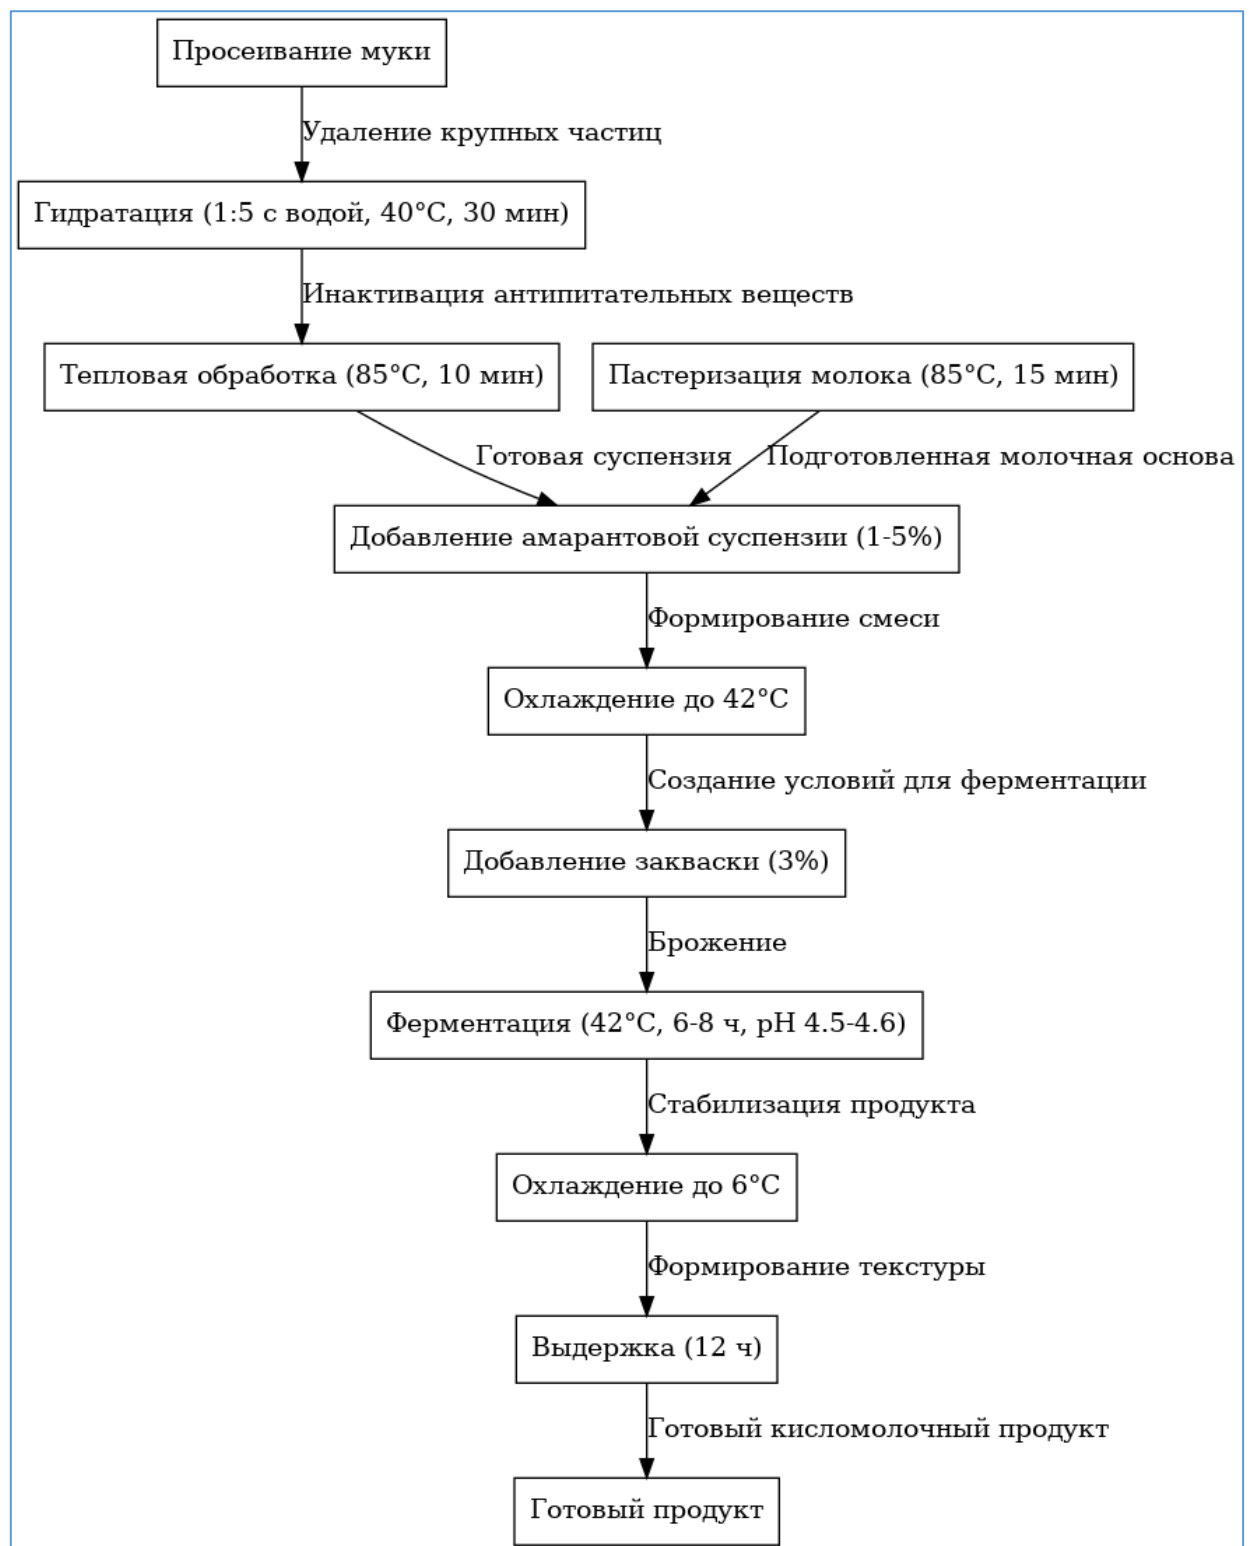 Просеивание муки
Удаление крупных частиц
Гидратация (1:5 с водой, 40°C, 30 мин)
Инактивация антипитательных веществ
Тепловая обработка (85°C, 10 мин)
Пастеризация молока (85°C, 15 мин)
Готовая суспензия
Подготовленная молочная основа
Добавление амарантовой суспензии (1-5%)
Формирование смеси
Охлаждение до 42°C
Создание условий для ферментации
Добавление закваски (3%)
Брожение
Ферментация (42°C, 6-8 ч, pH 4.5-4.6)
Стабилизация продукта
Охлаждение до 6°C
Формирование текстуры
Выдержка (12 ч)
Готовый кисломолочный продукт
Готовый продукт